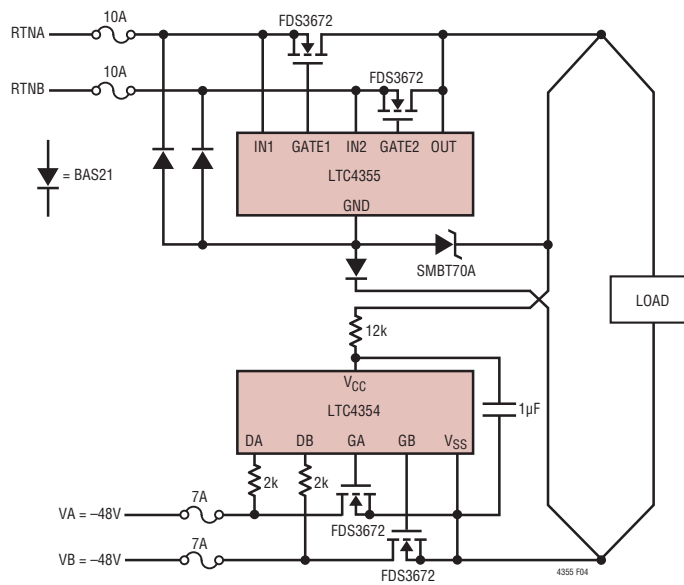 RTNA
10A
FDS3672
RTNB
10A
FDS3672
= BAS21
IN1 GATE1 IN2 GATE2 OUT
LTC4355
GND
SMBT70A
LOAD
12k
VCC
LTC4354
DA DB GA GB VSS
1µF
2k 2k
VA = –48V
7A
FDS3672
VB = –48V
7A
FDS3672
4355 F04